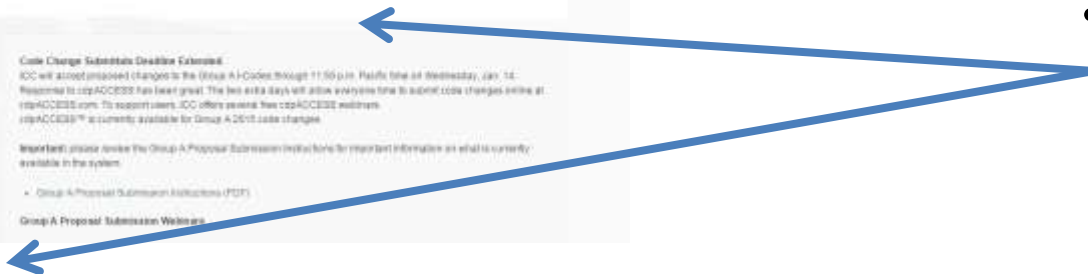 Code Change Submittals Deadline Extended
ICC will accept proposed changes to the Group A I-Codes through 11:59 p.m. Pacific time on Wednesday, Jan. 14.
Response to cdpACCESS has been great. The two extra days will allow everyone time to submit code changes online at
cdpACCESS.com. To support users, ICC offers several free cdpACCESS webinars.
cdpACCESS™ is currently available for Group A 2015 code changes.
Important: please review the Group A Proposal Submission Instructions for important information on what is currently
available in the system.
• Group A Proposal Submission Instructions (PDF)
Group A Proposal Submission Webinars
•